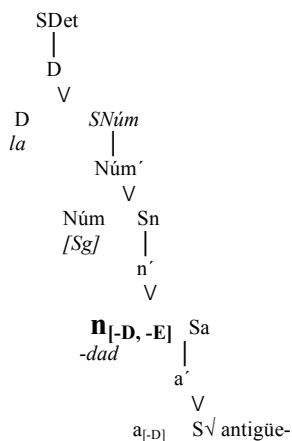 SDet
D
D SNúm
la
Núm´
Núm Sn
[Sg]
n´
n[-D, -E] Sa
-dad
a´
a[-D] S√ antigüe-